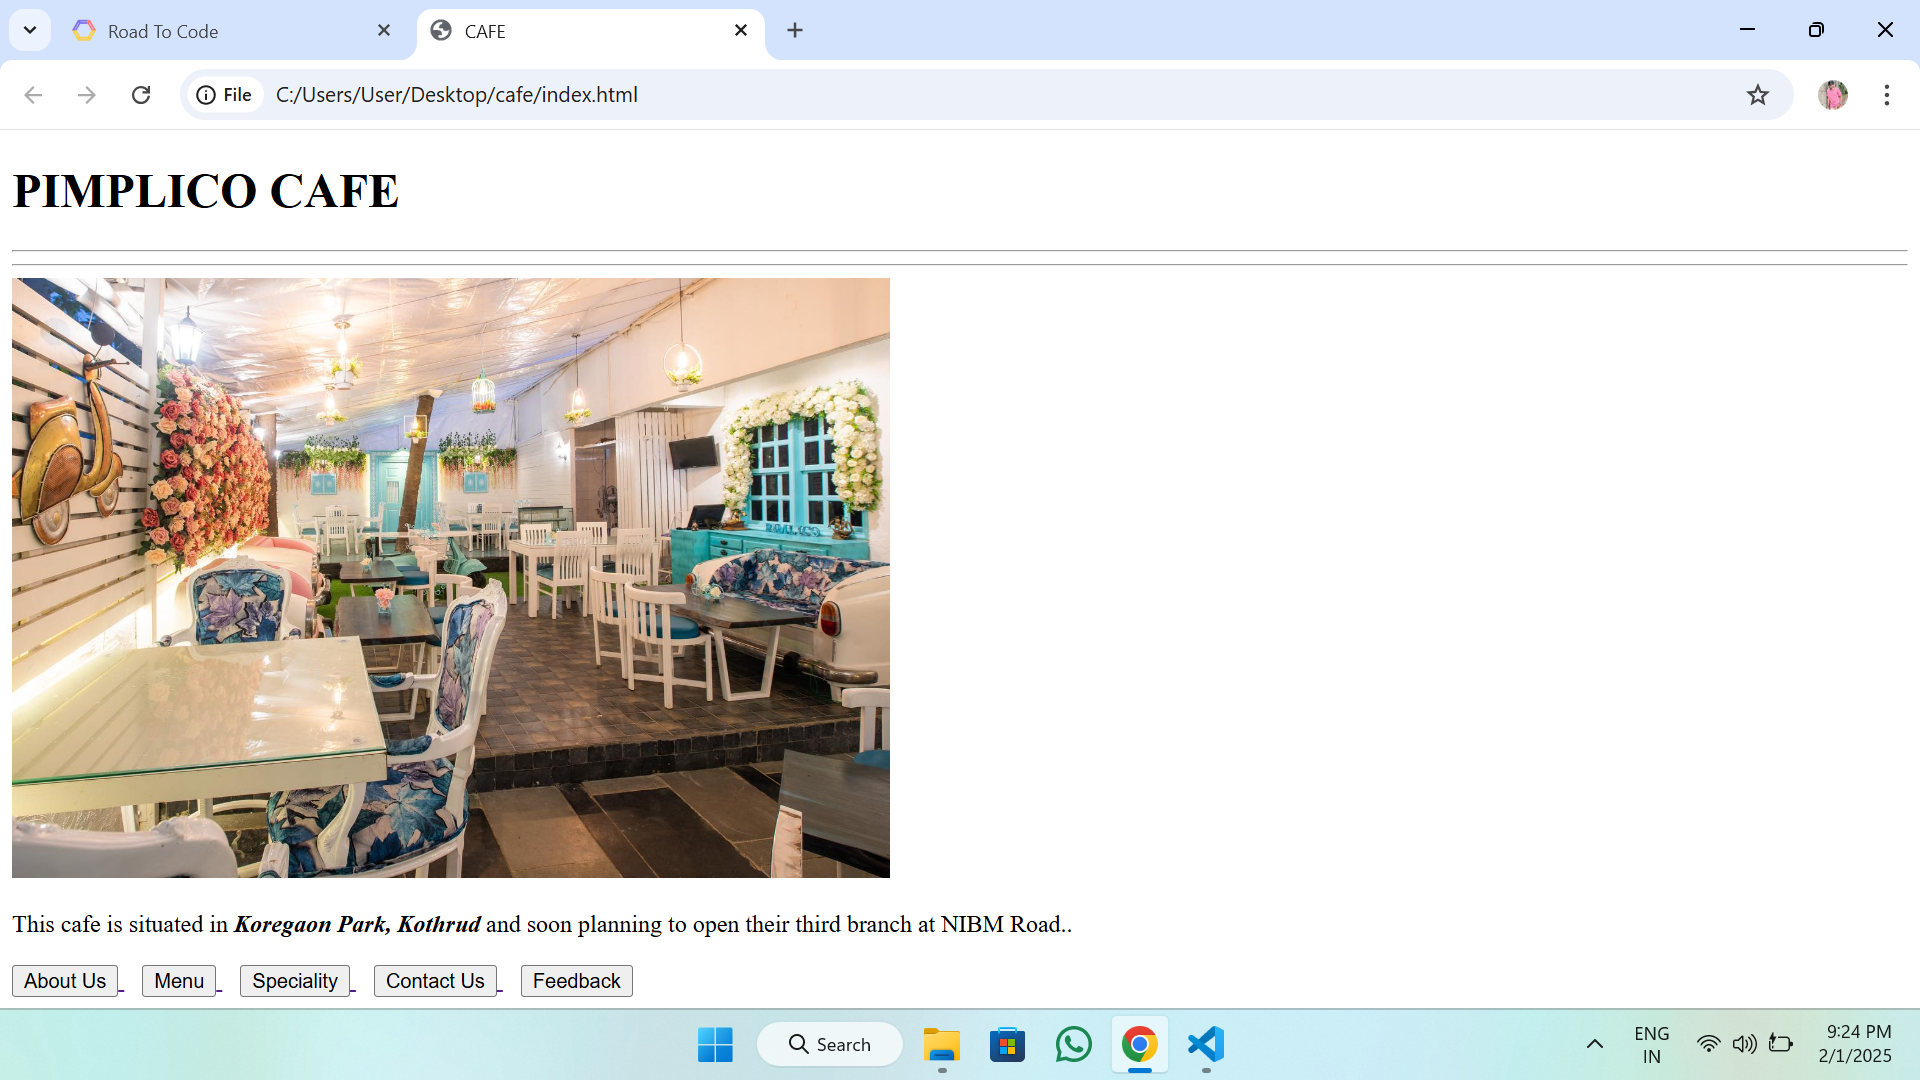 Road To Code
CAFE
File
C:/Users/User/Desktop/cafe/index.html
PIMPLICO CAFE
This cafe is situated in Koregaon Park, Kothrud and soon planning to open their third branch at NIBM Road..
About Us Menu Speciality Contact Us Feedback
Search
ENG
IN
9:24 PM
2/1/2025